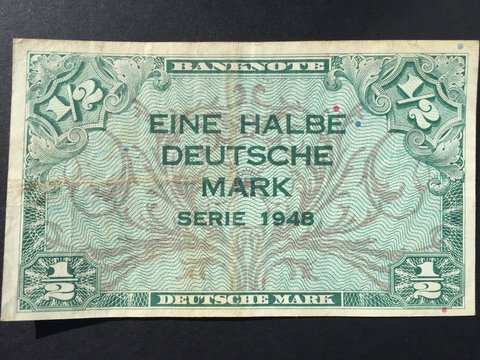 BANKNOTE
1/2
1/2
EINE HALBE
DEUTSCHE
MARK
SERIE 1948
1/2
1/2
DEUTSCHE MARK